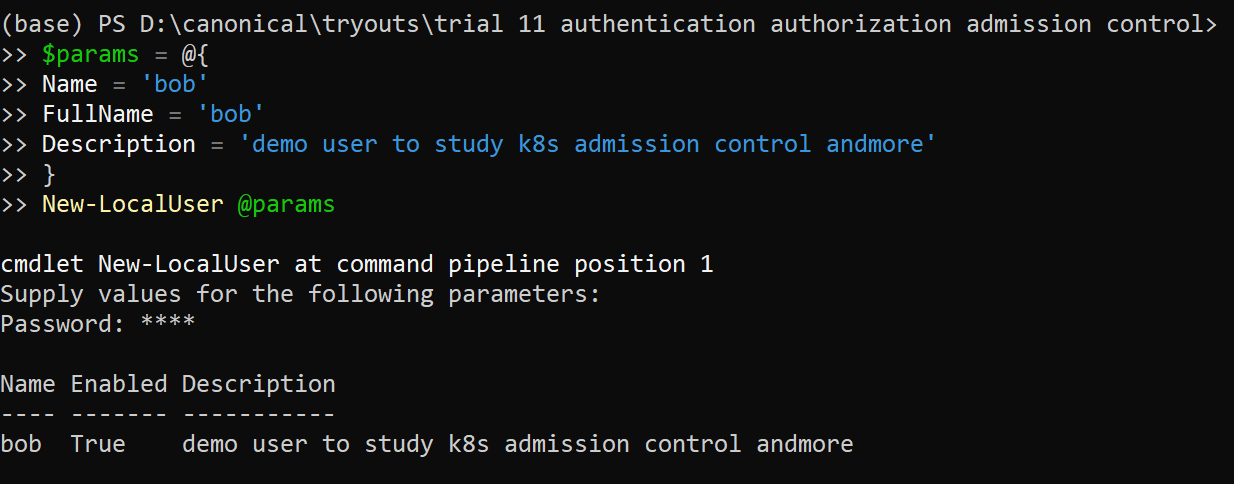 (base) PS D:\canonical\tryouts\trial 11 authentication authorization admission control>
>> $params = @{
>> Name = 'bob'
>> FullName = 'bob'
>> Description = 'demo user to study k8s admission control andmore'
>> }
>> New-LocalUser @params
cmdlet New-LocalUser at command pipeline position 1
Supply values for the following parameters:
Password: ****
Name Enabled Description
---- ------- -----------
bob  True    demo user to study k8s admission control andmore